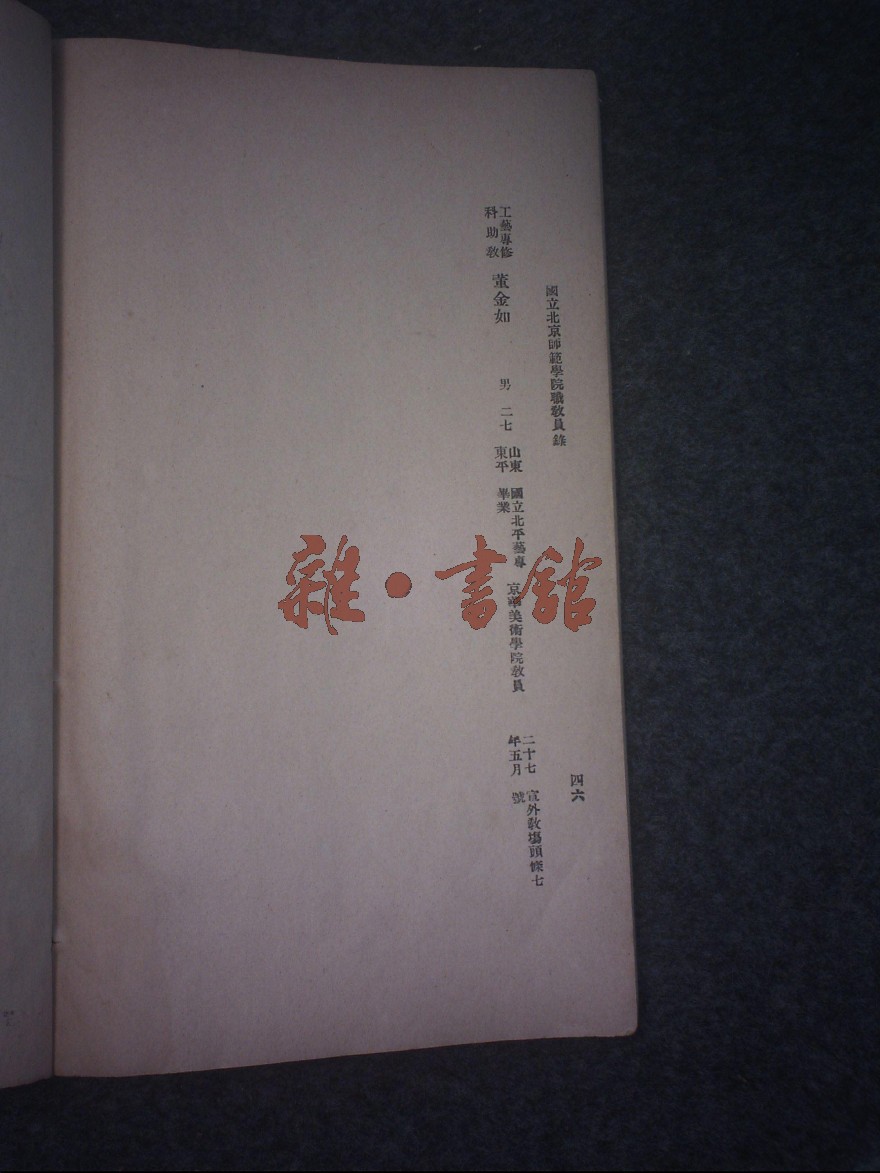 國立北京師範學院職教員錄
四六
工藝專修
科助教
董金如
男
二七
山東
東平
國立北平藝專
畢業
京華美術學院教員
二十七
年五月
宣外教場頭條七
號
雜·書館